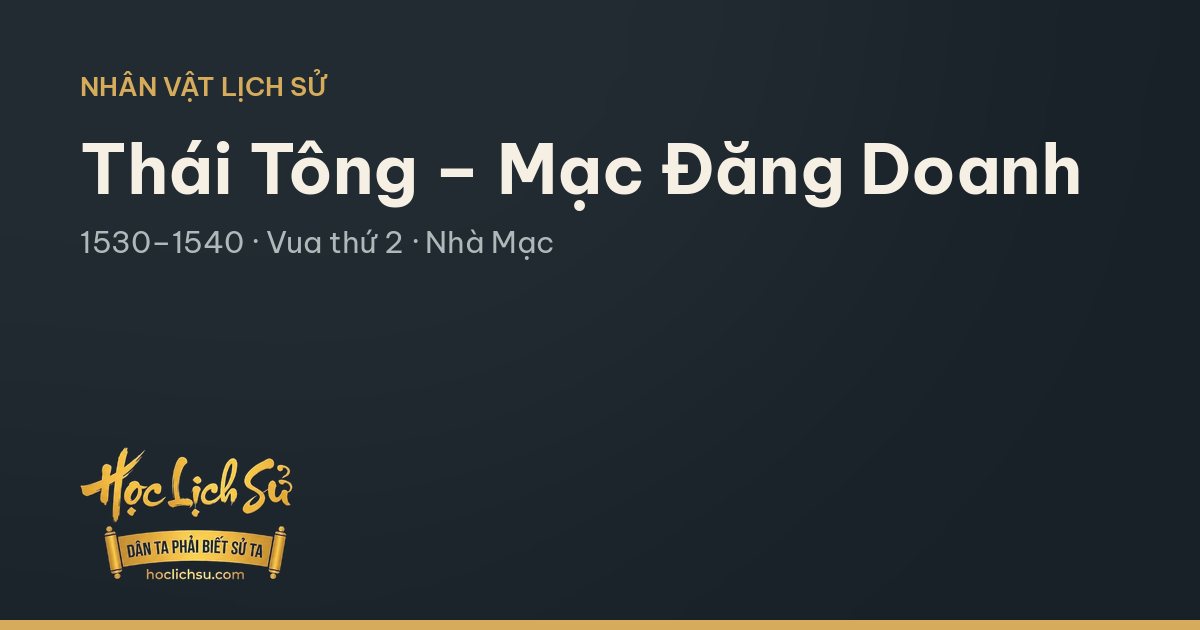 NHÂN VẬT LỊCH SỬ
Thái Tông – Mạc Đăng Doanh
1530–1540 · Vua thứ 2 · Nhà Mạc
Học Lịch Sử
DÂN TA PHẢI BIẾT SỬ TA
hoclichsu.com